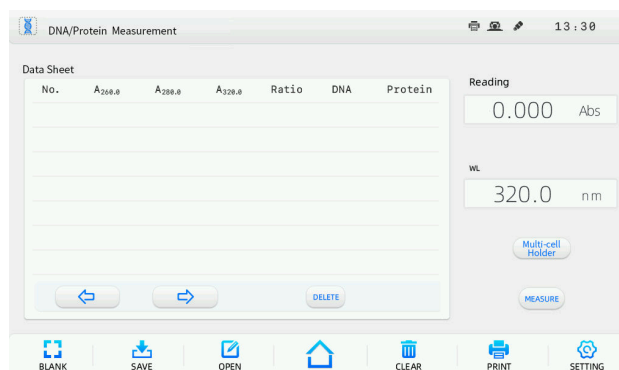 DNA/Protein Measurement
13:30
Data Sheet
No. A260.0 A280.0 A320.0 Ratio DNA Protein
Reading
0.000 Abs
WL
320.0 nm
Multi-cell
Holder
DELETE
MEASURE
BLANK SAVE OPEN CLEAR PRINT SETTING